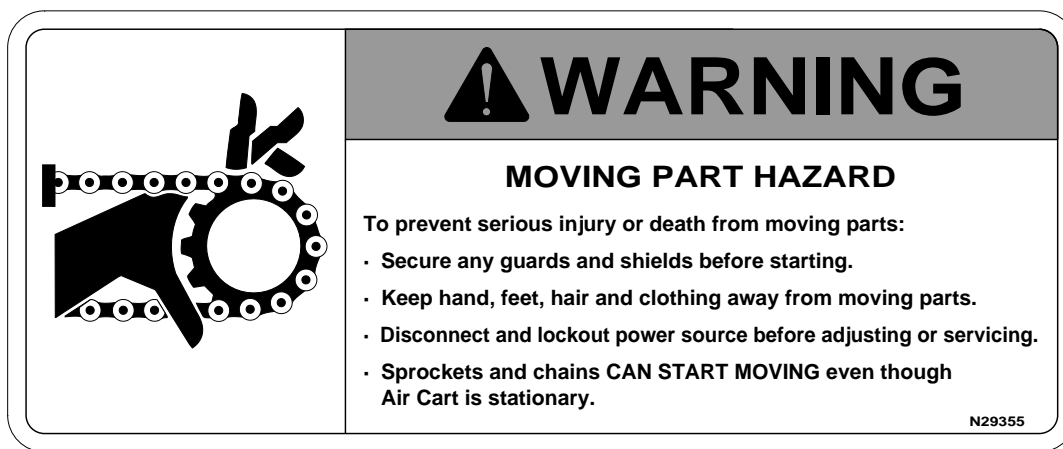 WARNING
MOVING PART HAZARD
To prevent serious injury or death from moving parts:
· Secure any guards and shields before starting.
· Keep hand, feet, hair and clothing away from moving parts.
· Disconnect and lockout power source before adjusting or servicing.
· Sprockets and chains CAN START MOVING even though
Air Cart is stationary.
N29355